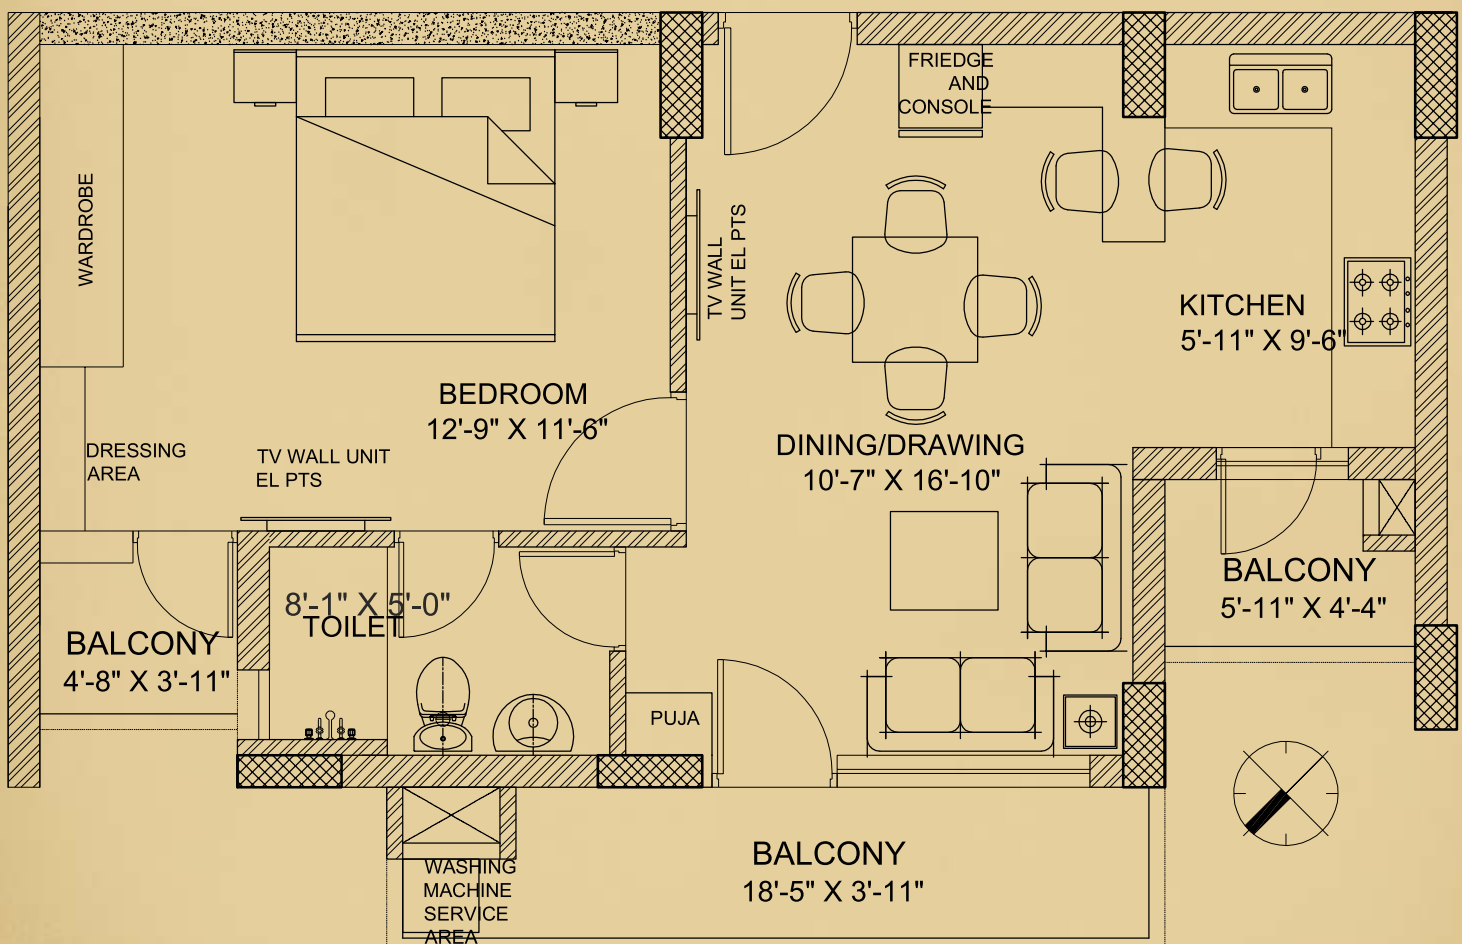 FRIEDGE
AND
CONSOLE
WARDROBE
TV WALL
UNIT EL PTS
KITCHEN
5'-11" X 9'-6"
BEDROOM
12'-9" X 11'-6"
DINING/DRAWING
10'-7" X 16'-10"
DRESSING
AREA
TV WALL UNIT
EL PTS
BALCONY
5'-11" X 4'-4"
8'-1" X 5'-0"
TOILET
BALCONY
4'-8" X 3'-11"
PUJA
BALCONY
18'-5" X 3'-11"
WASHING
MACHINE
SERVICE
AREA